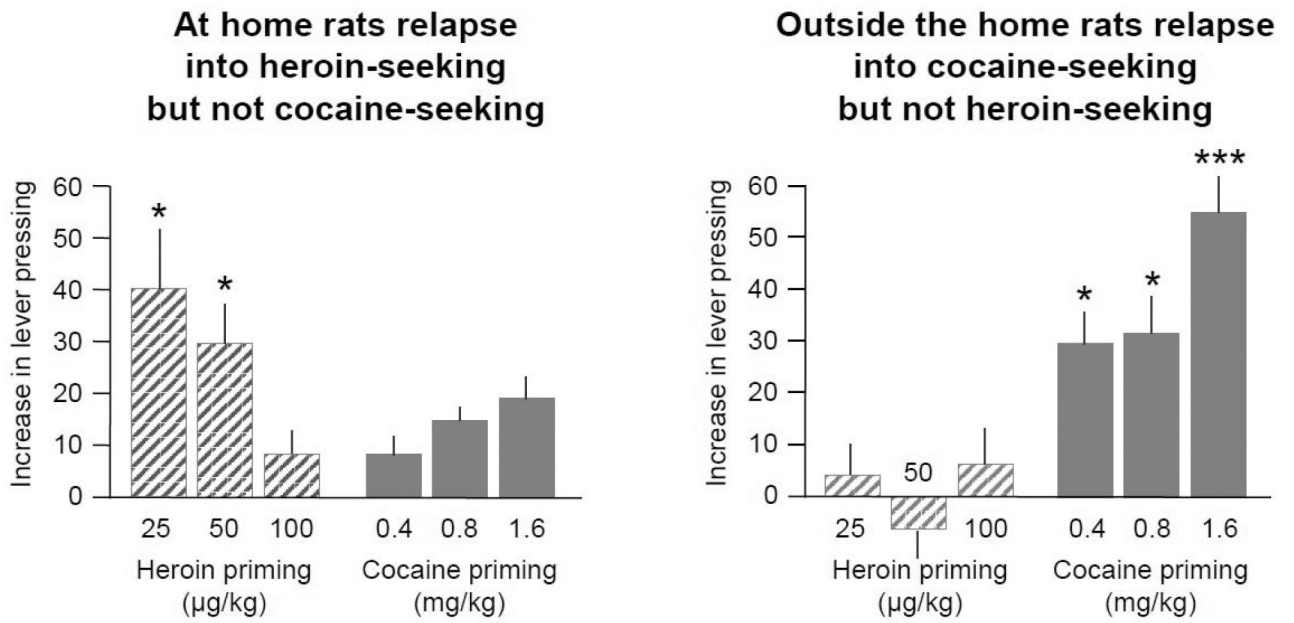 At home rats relapse
into heroin-seeking
but not cocaine-seeking
Increase in lever pressing
60
50
40
30
20
10
0
*
*
25 50 100
0.4 0.8 1.6
Heroin priming
(µg/kg)
Cocaine priming
(mg/kg)
Outside the home rats relapse
into cocaine-seeking
but not heroin-seeking
Increase in lever pressing
60
50
40
30
20
10
0
*
*
***
25 50 100
0.4 0.8 1.6
Heroin priming
(µg/kg)
Cocaine priming
(mg/kg)